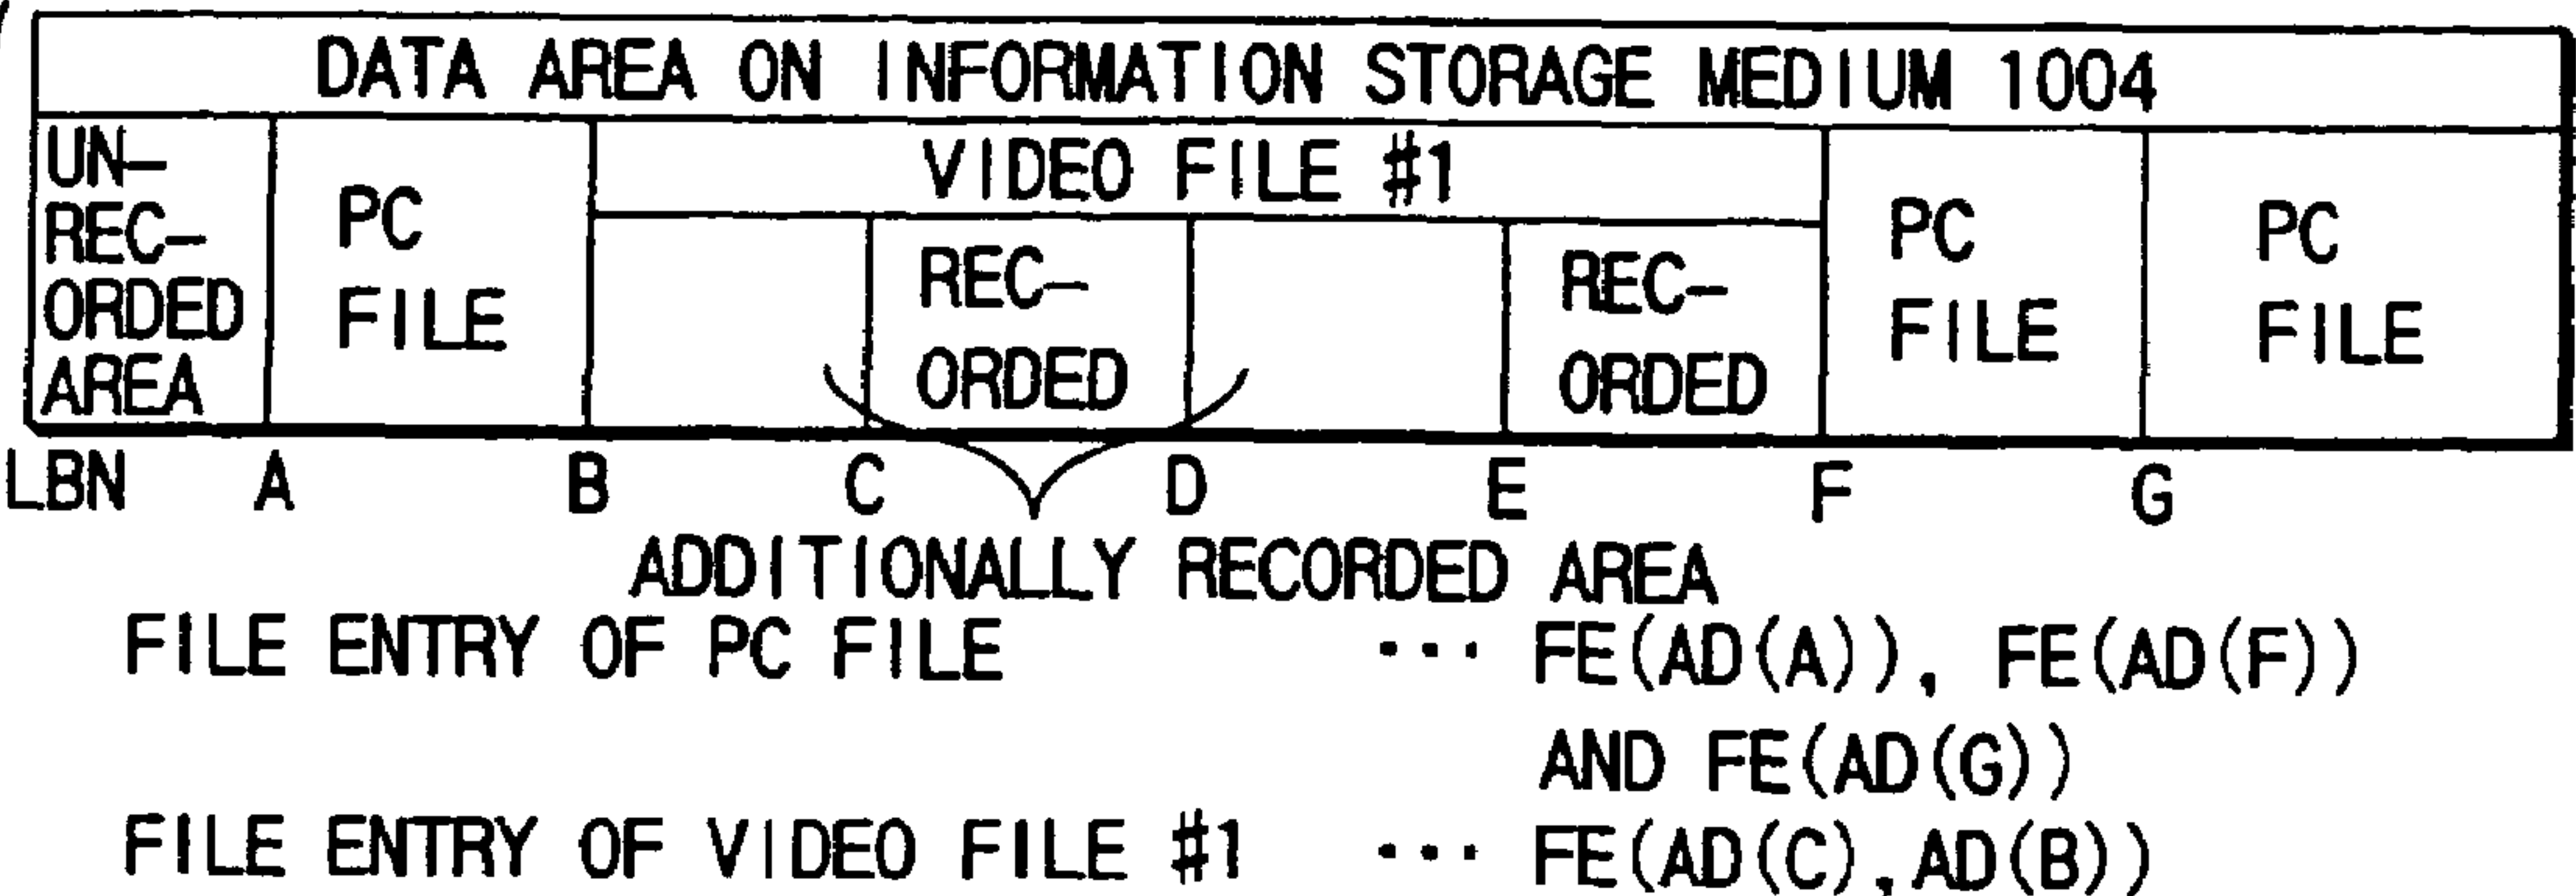 DATA AREA ON INFORMATION STORAGE MEDIUM 1004
UN-
REC-
ORDED
AREA
PC
FILE
VIDEO FILE #1
REC-
ORDED
REC-
ORDED
PC
FILE
PC
FILE
LBN A B C D E F G
ADDITIONALLY RECORDED AREA
FILE ENTRY OF PC FILE ··· FE(AD(A)), FE(AD(F))
AND FE(AD(G))
FILE ENTRY OF VIDEO FILE #1 ··· FE(AD(C),AD(B))